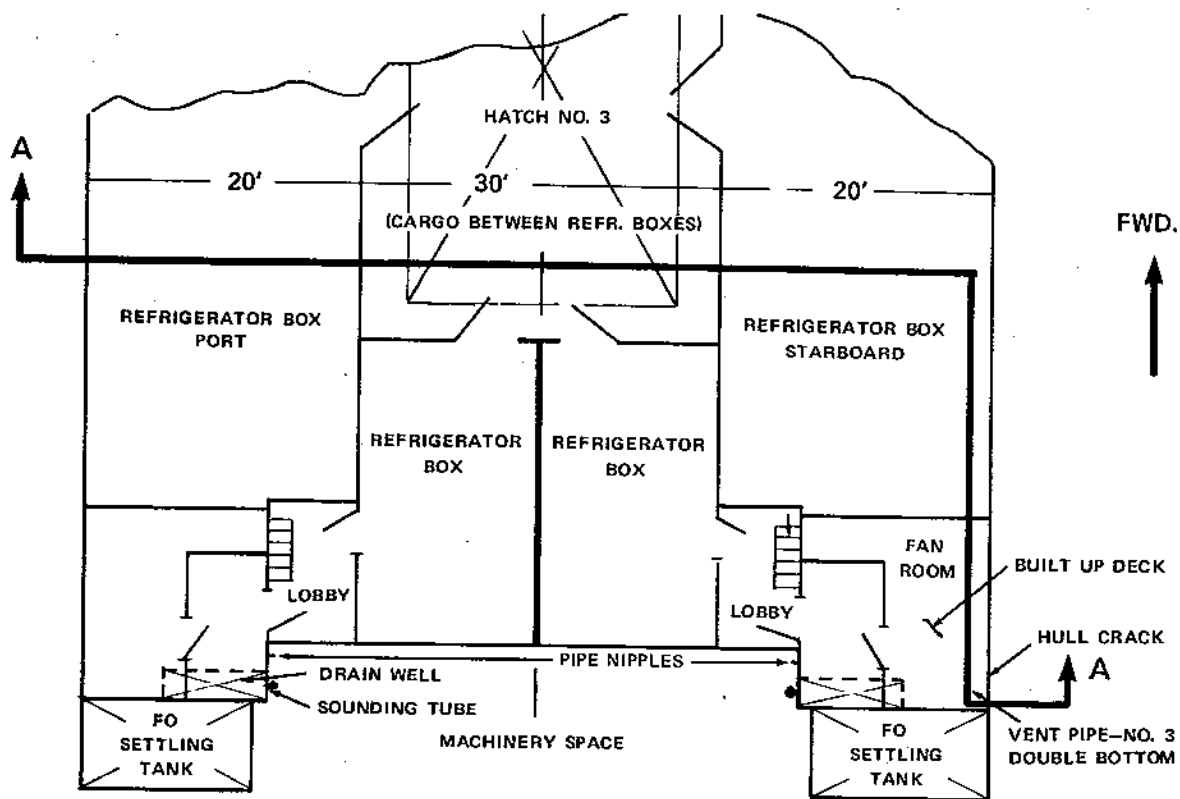 HATCH NO. 3
A
20'
30'
20'
(CARGO BETWEEN REFR. BOXES)
FWD.
REFRIGERATOR BOX
PORT
REFRIGERATOR BOX
STARBOARD
REFRIGERATOR
BOX
REFRIGERATOR
BOX
FAN
ROOM
BUILT UP DECK
LOBBY
LOBBY
HULL CRACK
PIPE NIPPLES
A
DRAIN WELL
SOUNDING TUBE
FO
SETTLING
TANK
MACHINERY SPACE
FO
SETTLING
TANK
VENT PIPE—NO. 3
DOUBLE BOTTOM